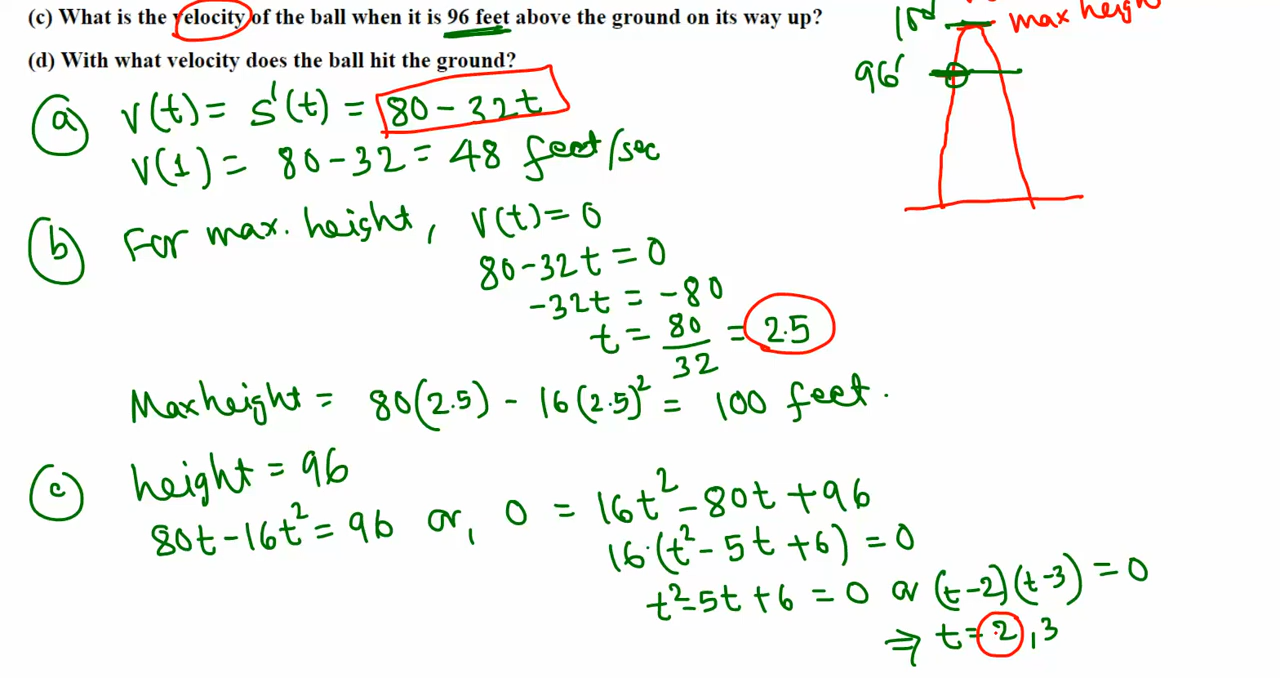 (c) What is the velocity of the ball when it is 96 feet above the ground on its way up?
(d) With what velocity does the ball hit the ground?
max height
96'
(a) v(t) = s'(t) = 80 - 32t
v(1) = 80 - 32 = 48 feet/sec
(b) For max. height, v(t) = 0
80 - 32t = 0
-32t = -80
t = 80/32 = 2.5
Max height = 80(2.5) - 16(2.5)² = 100 feet.
(c) height = 96
80t - 16t² = 96 or, 0 = 16t² - 80t + 96
16·(t² - 5t + 6) = 0
t² - 5t + 6 = 0 or (t-2)(t-3) = 0
⇒ t = 2, 3